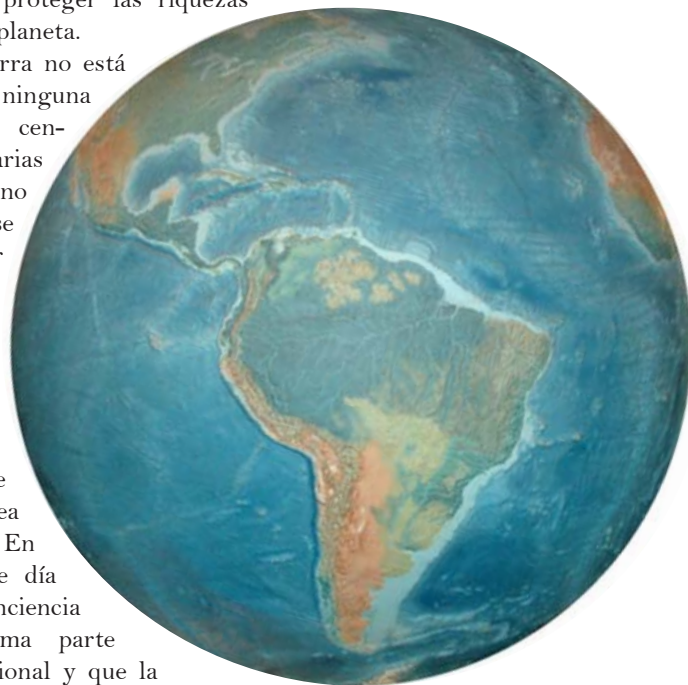 proteger las riquezas
planeta.
rra no está
ninguna
cen-
arias
no
se
r
e
ea
En
e día
nciencia
ma parte
ional y que la